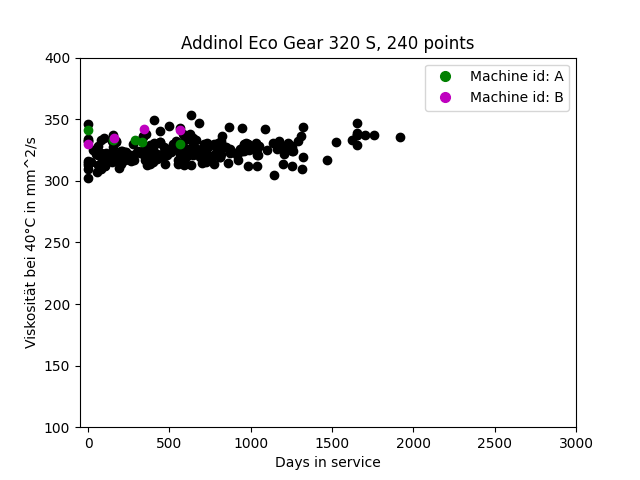 Addinol Eco Gear 320 S, 240 points
Viskosität bei 40°C in mm^2/s
400
350
300
250
200
150
100
Machine id: A
Machine id: B
0 500 1000 1500 2000 2500 3000
Days in service